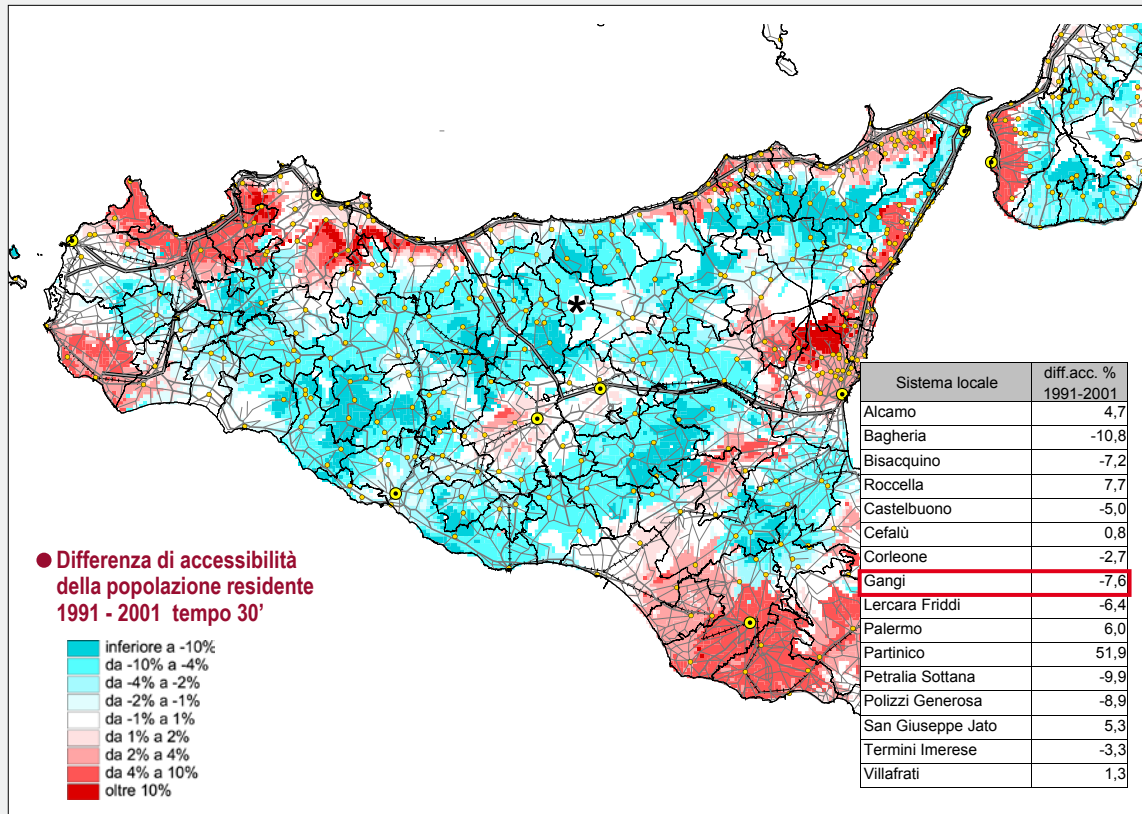 *
● Differenza di accessibilità
della popolazione residente
1991 - 2001 tempo 30'
inferiore a -10%
da -10% a -4%
da -4% a -2%
da -2% a -1%
da -1% a 1%
da 1% a 2%
da 2% a 4%
da 4% a 10%
oltre 10%
Sistema locale diff.acc. %
1991-2001
Alcamo 4,7
Bagheria -10,8
Bisacquino -7,2
Roccella 7,7
Castelbuono -5,0
Cefalù 0,8
Corleone -2,7
Gangi -7,6
Lercara Friddi -6,4
Palermo 6,0
Partinico 51,9
Petralia Sottana -9,9
Polizzi Generosa -8,9
San Giuseppe Jato 5,3
Termini Imerese -3,3
Villafrati 1,3